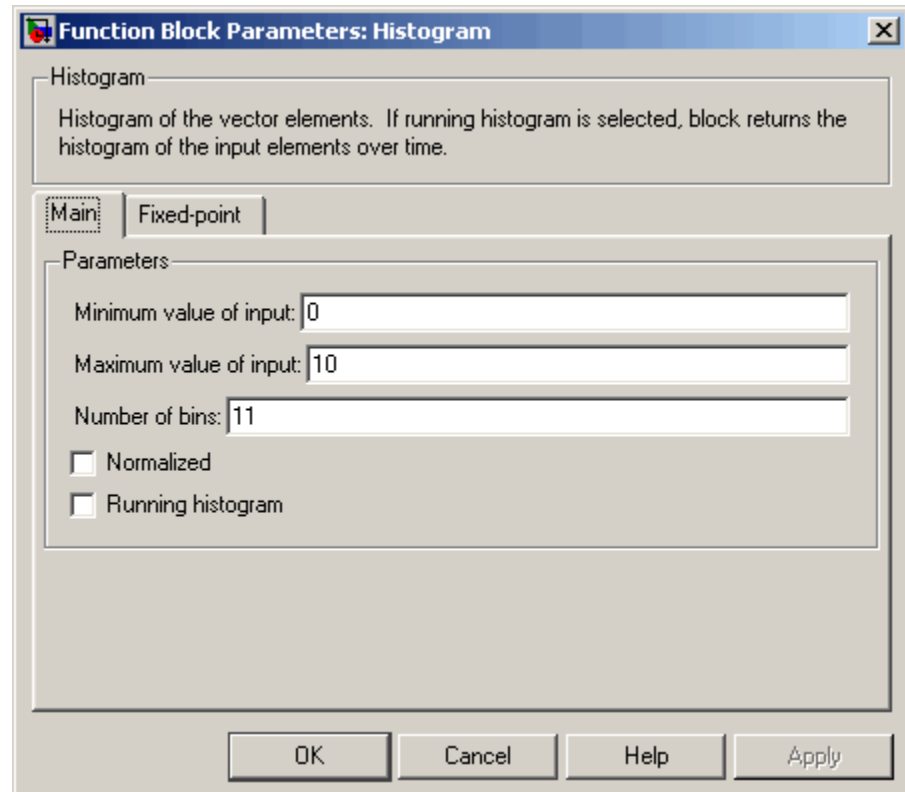 Function Block Parameters: Histogram
Histogram
Histogram of the vector elements.  If running histogram is selected, block returns the
histogram of the input elements over time.
Main Fixed-point
Parameters
Minimum value of input: 0
Maximum value of input: 10
Number of bins: 11
Normalized
Running histogram
OK Cancel Help Apply